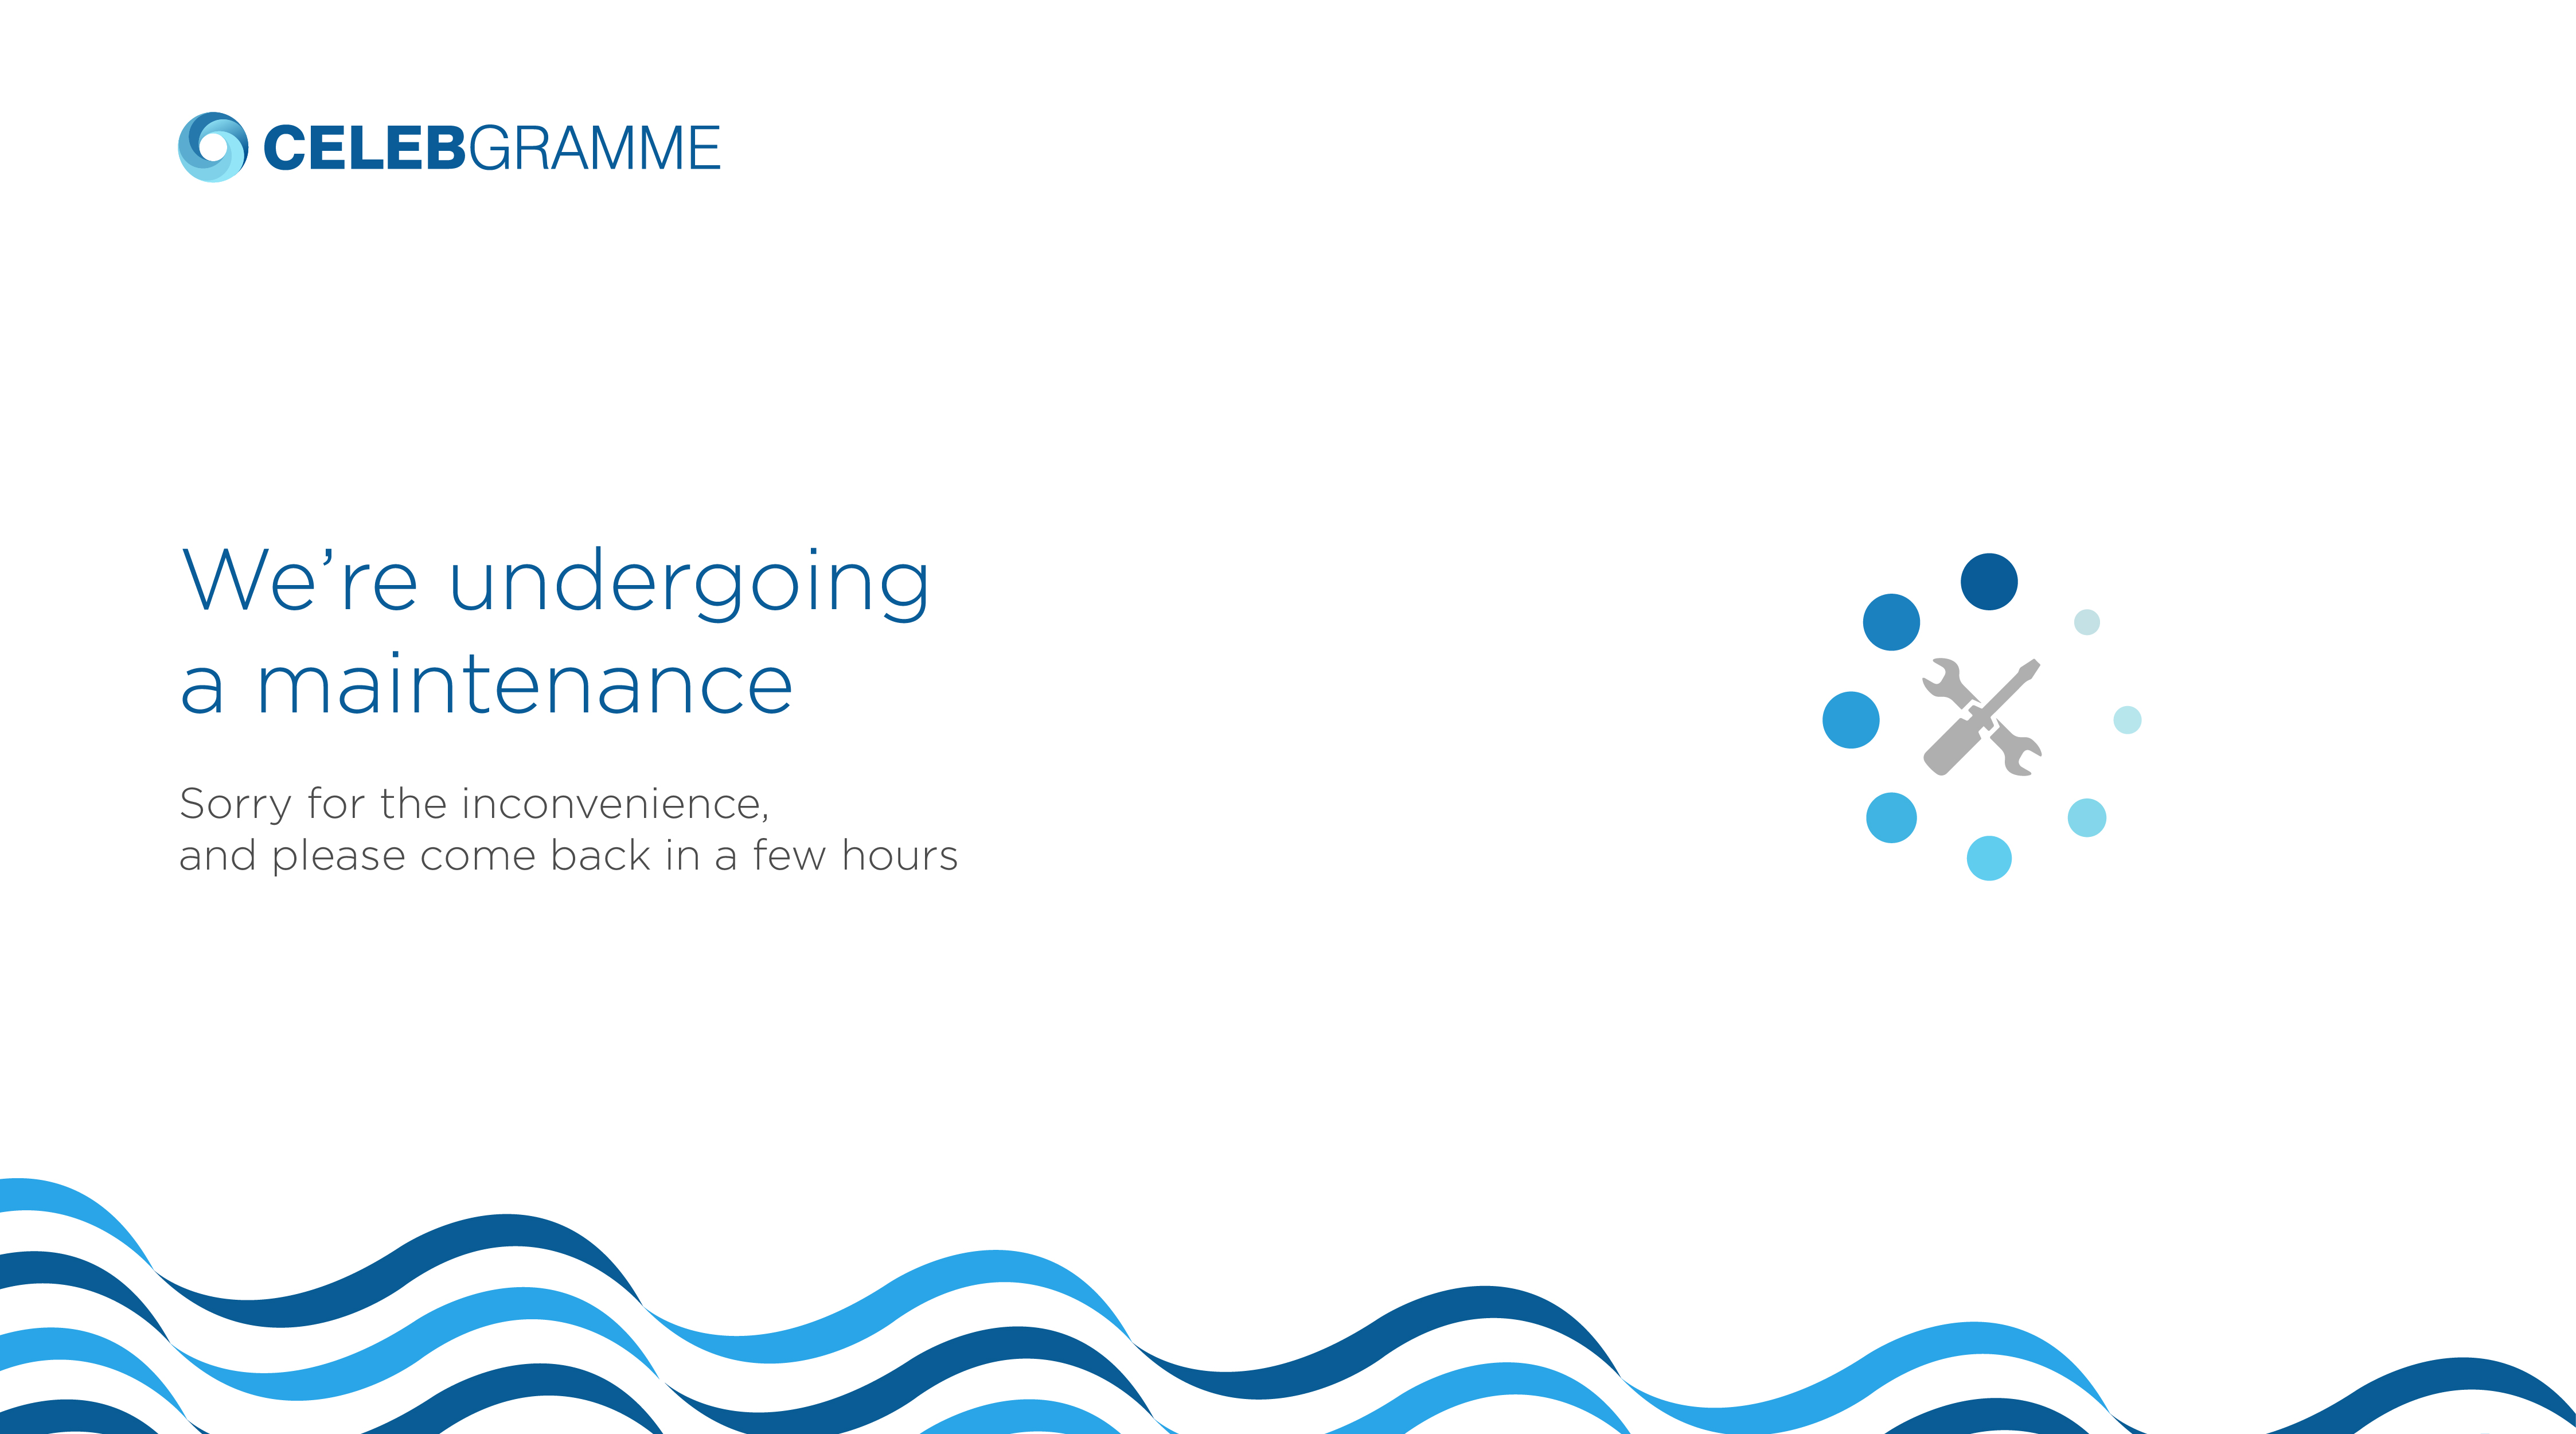 CELEBGRAMME
We’re undergoing
a maintenance
Sorry for the inconvenience,
and please come back in a few hours